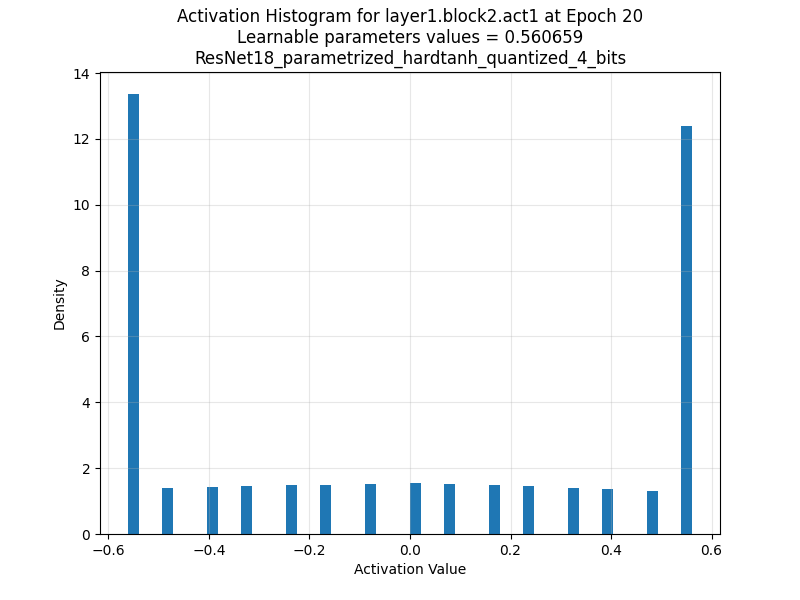 Activation Histogram for layer1.block2.act1 at Epoch 20
Learnable parameters values = 0.560659
ResNet18_parametrized_hardtanh_quantized_4_bits
14
12
10
8
6
4
2
0
Density
−0.6 −0.4 −0.2 0.0 0.2 0.4 0.6
Activation Value